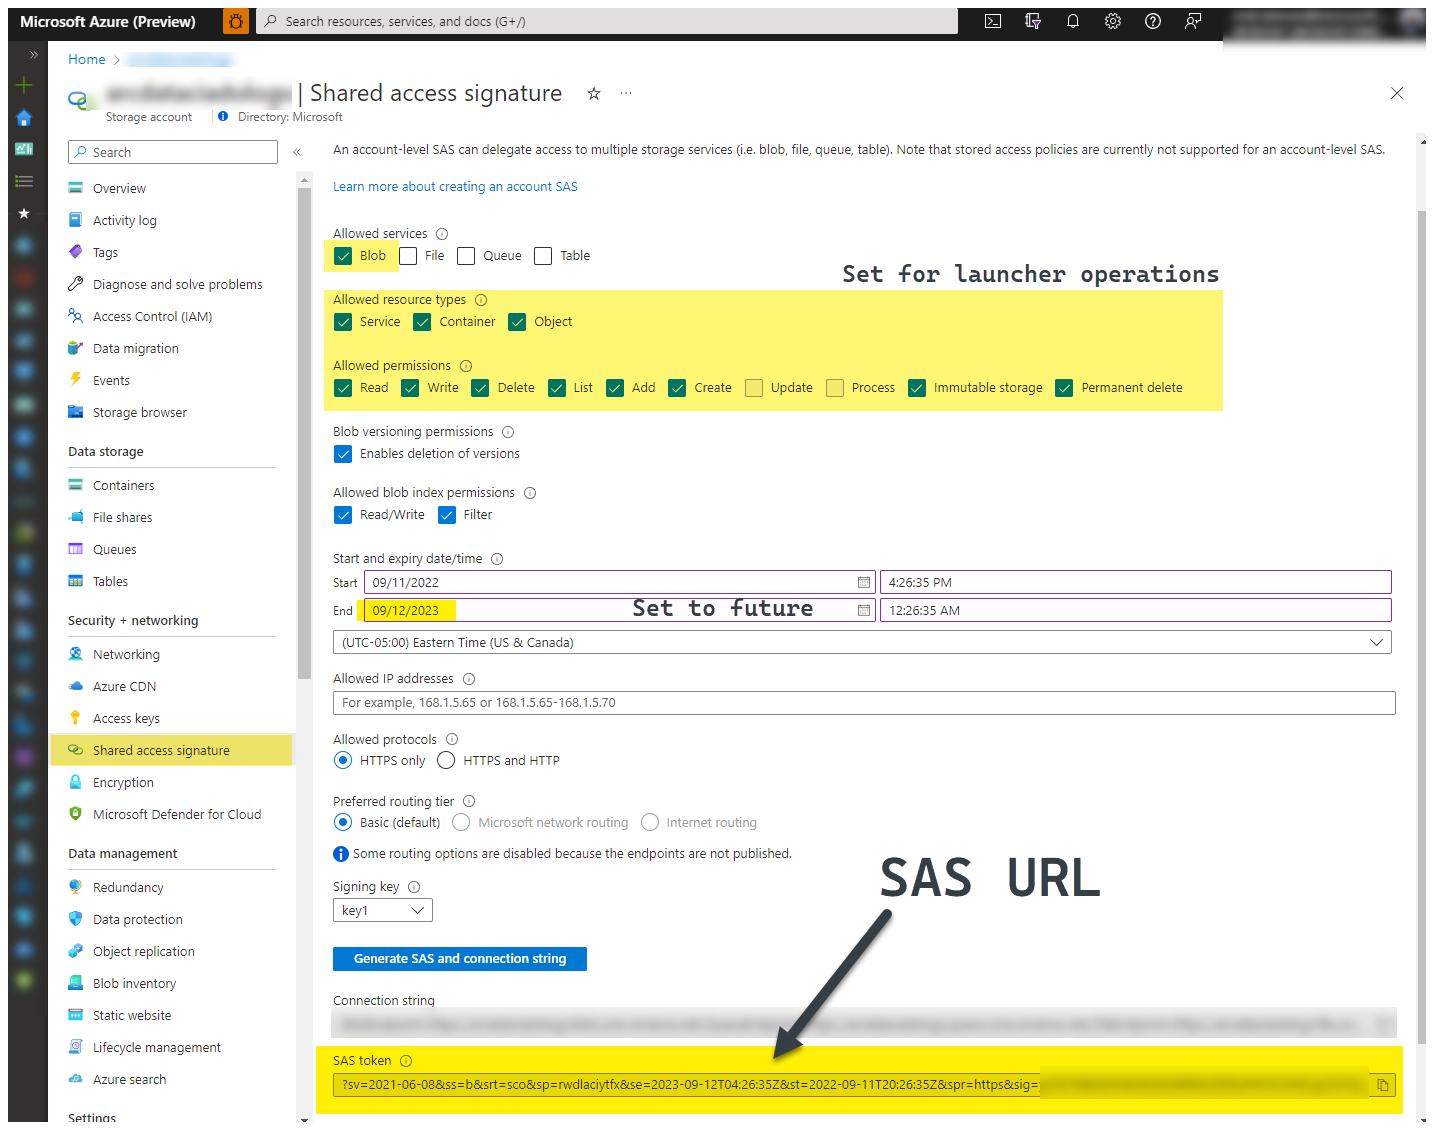 Microsoft Azure (Preview)
Search resources, services, and docs (G+/)
Home >
| Shared access signature
Storage account
Directory: Microsoft
Search
An account-level SAS can delegate access to multiple storage services (i.e. blob, file, queue, table). Note that stored access policies are currently not supported for an account-level SAS.
Learn more about creating an account SAS
Overview
Activity log
Tags
Diagnose and solve problems
Access Control (IAM)
Data migration
Events
Storage browser
Data storage
Containers
File shares
Queues
Tables
Security + networking
Networking
Azure CDN
Access keys
Shared access signature
Encryption
Microsoft Defender for Cloud
Data management
Redundancy
Data protection
Object replication
Blob inventory
Static website
Lifecycle management
Azure search
Settings
Allowed services
Blob File Queue Table
Set for launcher operations
Allowed resource types
Service Container Object
Allowed permissions
Read Write Delete List Add Create Update Process Immutable storage Permanent delete
Blob versioning permissions
Enables deletion of versions
Allowed blob index permissions
Read/Write Filter
Start and expiry date/time
Start 09/11/2022 4:26:35 PM
End 09/12/2023 Set to future 12:26:35 AM
(UTC-05:00) Eastern Time (US & Canada)
Allowed IP addresses
For example, 168.1.5.65 or 168.1.5.65-168.1.5.70
Allowed protocols
HTTPS only HTTPS and HTTP
Preferred routing tier
Basic (default) Microsoft network routing Internet routing
Some routing options are disabled because the endpoints are not published.
SAS URL
Signing key
key1
Generate SAS and connection string
Connection string
SAS token
?sv=2021-06-08&ss=b&srt=sco&sp=rwdlaciytfx&se=2023-09-12T04:26:35Z&st=2022-09-11T20:26:35Z&spr=https&sig=